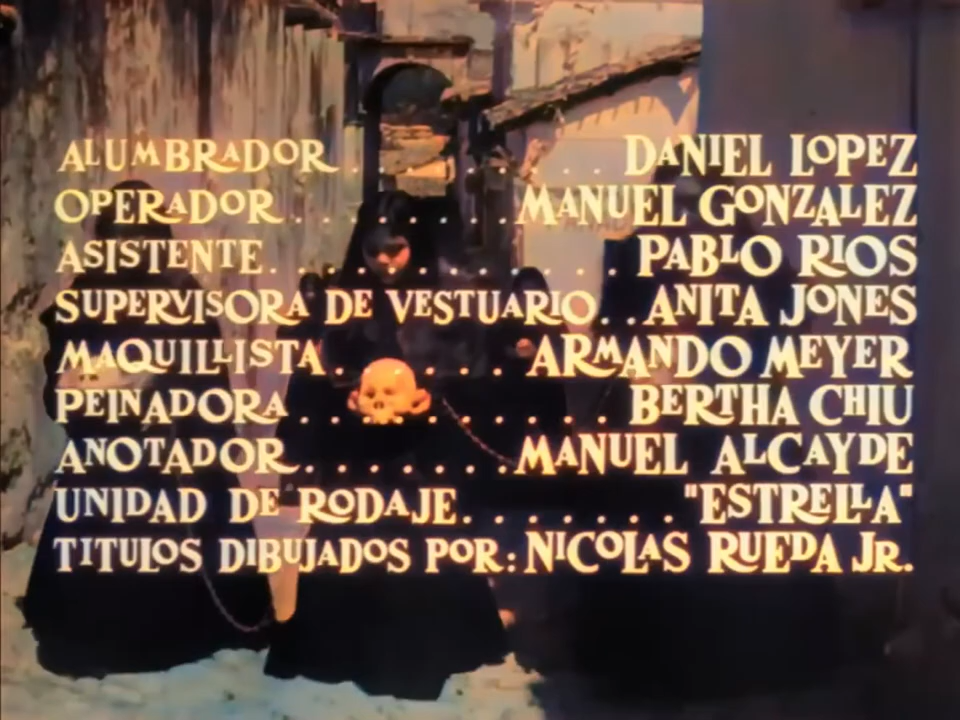 ALUMBRADOR. . . . . . . . DANIEL LOPEZ
OPERADOR. . . . . . . . MANUEL GONZALEZ
ASISTENTE. . . . . . . . . . . . PABLO RIOS
SUPERVISORA DE VESTUARIO. . ANITA JONES
MAQUILLISTA. . . . . . . ARMANDO MEYER
PEINADORA. . . . . . . . . . . BERTHA CHIU
ANOTADOR. . . . . . . MANUEL ALCAYDE
UNIDAD DE RODAJE. . . . . . . "ESTRELLA"
TITULOS DIBUJADOS POR: NICOLAS RUEDA JR.